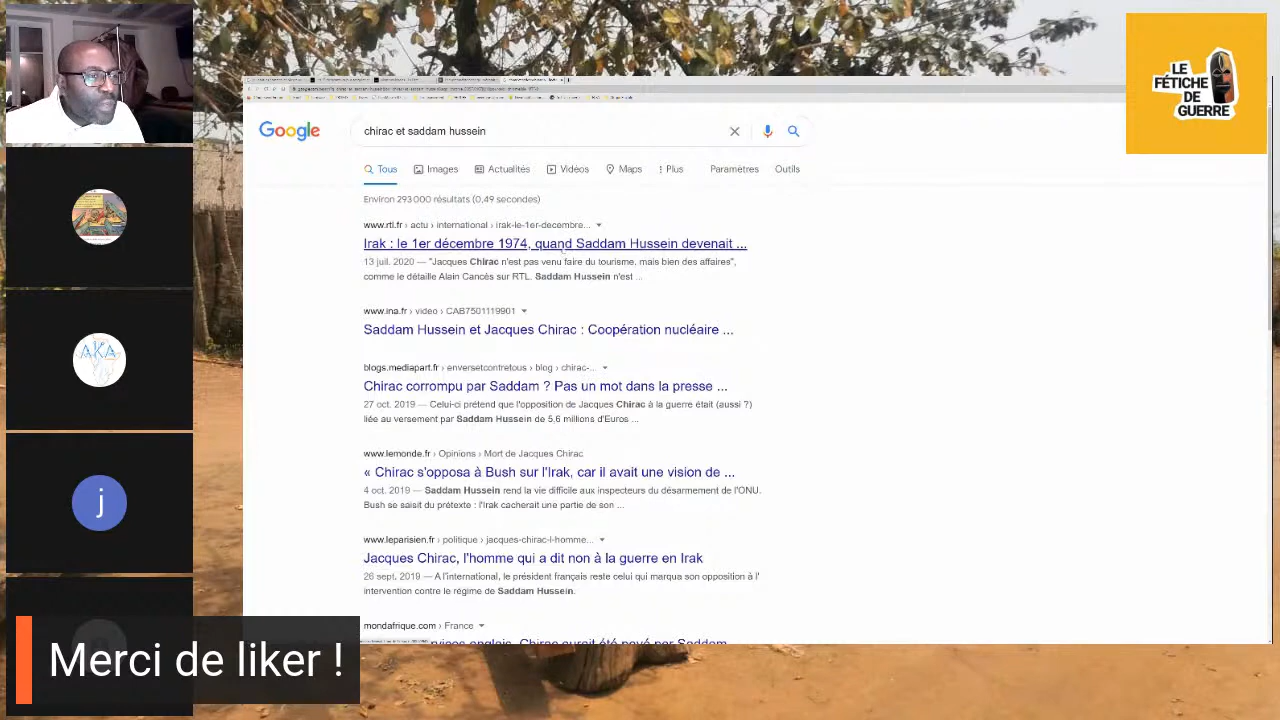 LE
FÉTICHE
DE
GUERRE
Google
chirac et saddam hussein
Tous Images Actualités Vidéos Maps Plus Paramètres Outils
Environ 293 000 résultats (0,49 secondes)
www.rtl.fr › actu › international › irak-le-1er-decembre...
Irak : le 1er décembre 1974, quand Saddam Hussein devenait ...
13 juil. 2020 — "Jacques Chirac n'est pas venu faire du tourisme, mais bien des affaires",
comme le détaille Alain Cancès sur RTL. Saddam Hussein n'est ...
www.ina.fr › video › CAB7501119901
Saddam Hussein et Jacques Chirac : Coopération nucléaire ...
blogs.mediapart.fr › enversetcontretous › blog › chirac-...
Chirac corrompu par Saddam ? Pas un mot dans la presse ...
27 oct. 2019 — Celui-ci prétend que l'opposition de Jacques Chirac à la guerre était (aussi ?)
liée au versement par Saddam Hussein de 5,6 millions d'Euros ...
www.lemonde.fr › Opinions › Mort de Jacques Chirac
« Chirac s'opposa à Bush sur l'Irak, car il avait une vision de ...
4 oct. 2019 — Saddam Hussein rend la vie difficile aux inspecteurs du désarmement de l'ONU.
Bush se saisit du prétexte : l'Irak cacherait une partie de son ...
www.leparisien.fr › politique › jacques-chirac-l-homme...
Jacques Chirac, l'homme qui a dit non à la guerre en Irak
26 sept. 2019 — A l'international, le président français reste celui qui marqua son opposition à l'
intervention contre le régime de Saddam Hussein.
mondafrique.com › France
anglais, Chirac aurait été payé par Saddam
AKA
j
Merci de liker !